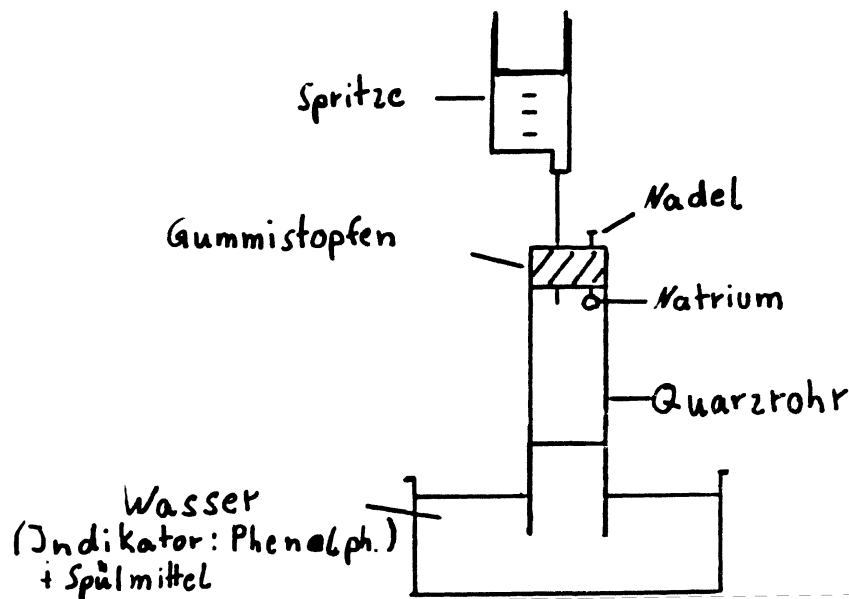 Spritze
Nadel
Gummistopfen
Natrium
Quarzrohr
Wasser
(Indikator: Phenolph.)
+ Spülmittel